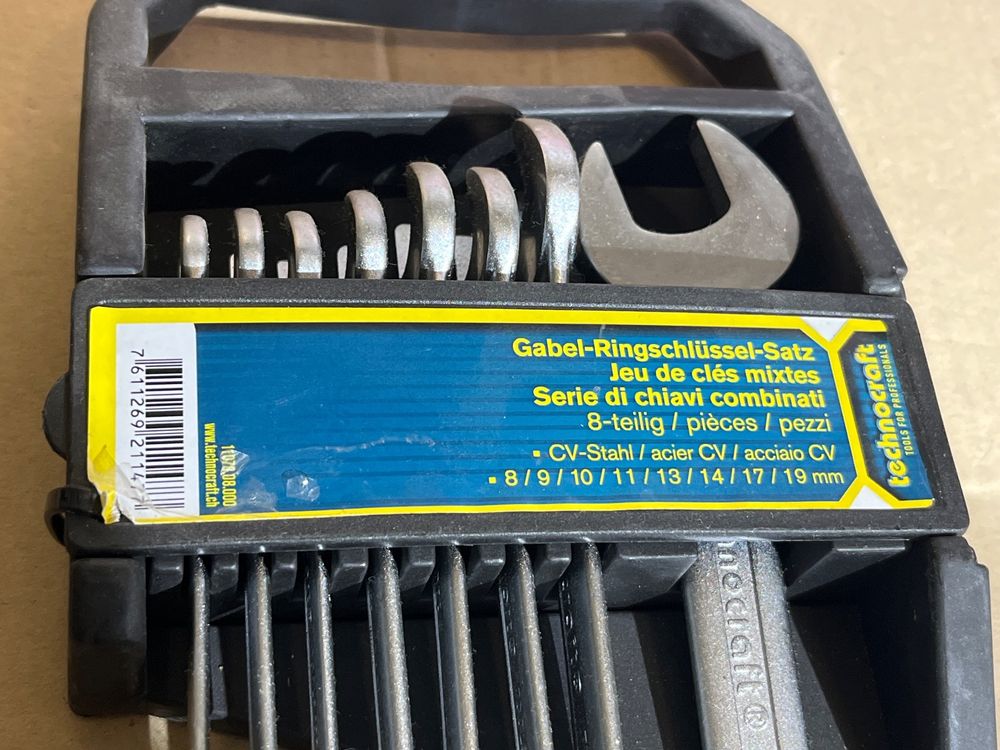 Gabel-Ringschlüssel-Satz
Jeu de clés mixtes
Serie di chiavi combinati
8-teilig / pièces / pezzi
▪ CV-Stahl / acier CV / acciaio CV
▪ 8 / 9 / 10 / 11 / 13 / 14 / 17 / 19 mm
technocraft
TOOLS FOR PROFESSIONALS
www.technocraft.ch
nocraft®